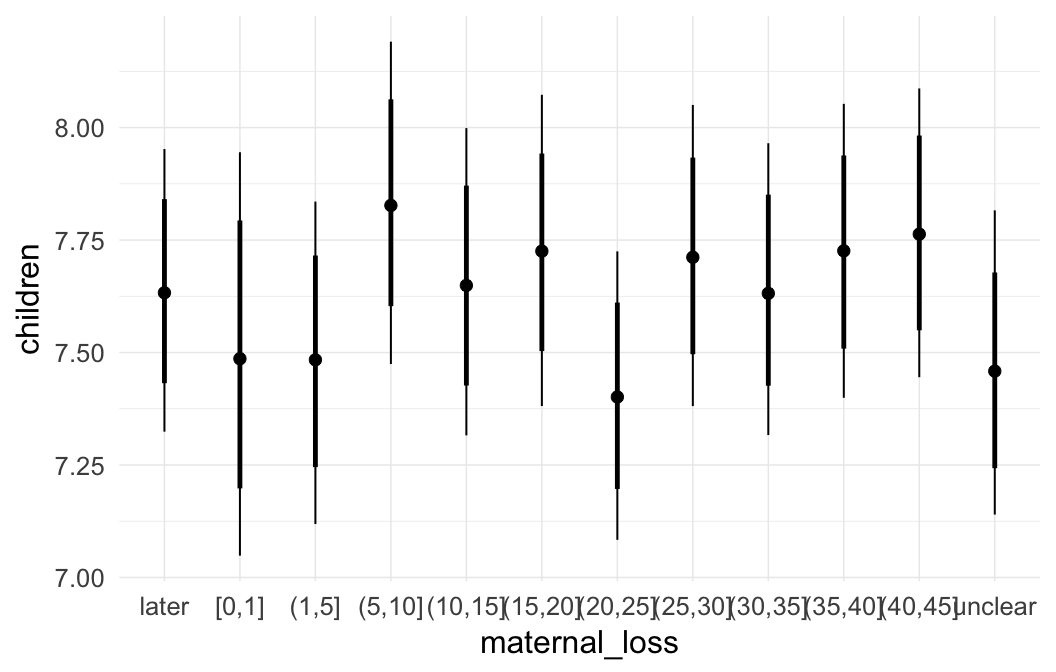 8.00
7.75
7.50
7.25
7.00
children
later [0,1] (1,5] (5,10] (10,15] (15,20] (20,25] (25,30] (30,35] (35,40] (40,45] unclear
maternal_loss